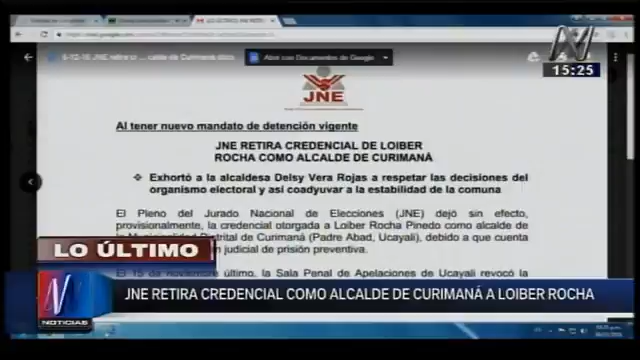 15:25
Abrir con Documentos de Google
JNE
Al tener nuevo mandato de detención vigente
JNE RETIRA CREDENCIAL DE LOIBER
ROCHA COMO ALCALDE DE CURIMANÁ
Exhortó a la alcaldesa Delsy Vera Rojas a respetar las decisiones del
organismo electoral y así coadyuvar a la estabilidad de la comuna
El Pleno del Jurado Nacional de Elecciones (JNE) dejó sin efecto,
provisionalmente, la credencial otorgada a Loiber Rocha Pinedo como alcalde de
Distrital de Curimaná (Padre Abad, Ucayali), debido a que cuenta
judicial de prisión preventiva.
LO ÚLTIMO
El 15 de noviembre último, la Sala Penal de Apelaciones de Ucayali revocó la
JNE RETIRA CREDENCIAL COMO ALCALDE DE CURIMANÁ A LOIBER ROCHA
N
NOTICIAS